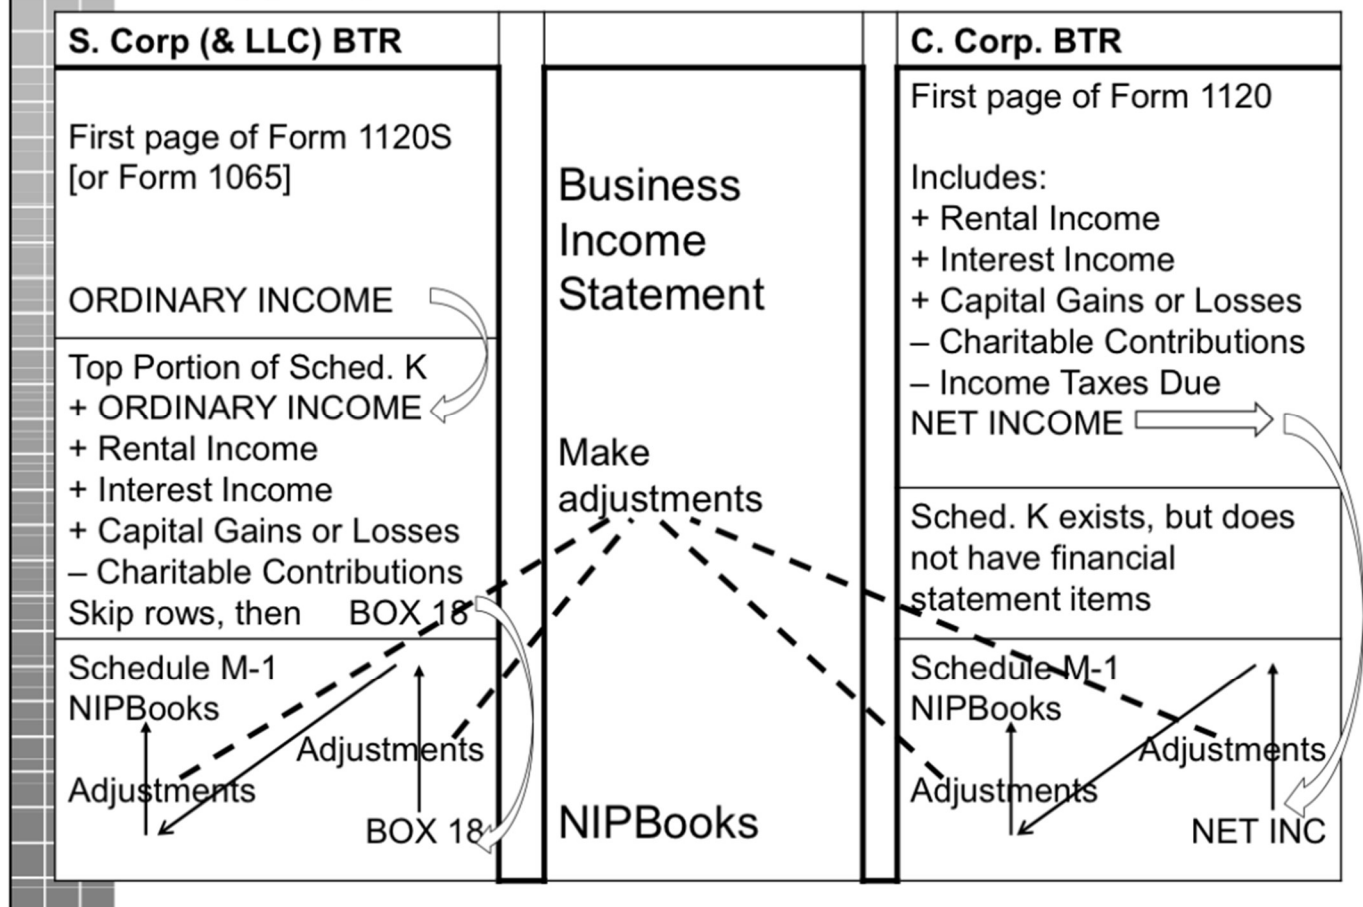 S. Corp (& LLC) BTR
First page of Form 1120S
[or Form 1065]
ORDINARY INCOME
Top Portion of Sched. K
+ ORDINARY INCOME
+ Rental Income
+ Interest Income
+ Capital Gains or Losses
– Charitable Contributions
Skip rows, then BOX 18
Schedule M-1
NIPBooks
Adjustments
Adjustments
BOX 18
Business
Income
Statement
Make
adjustments
NIPBooks
C. Corp. BTR
First page of Form 1120
Includes:
+ Rental Income
+ Interest Income
+ Capital Gains or Losses
– Charitable Contributions
– Income Taxes Due
NET INCOME
Sched. K exists, but does
not have financial
statement items
Schedule M-1
NIPBooks
Adjustments
Adjustments
NET INC